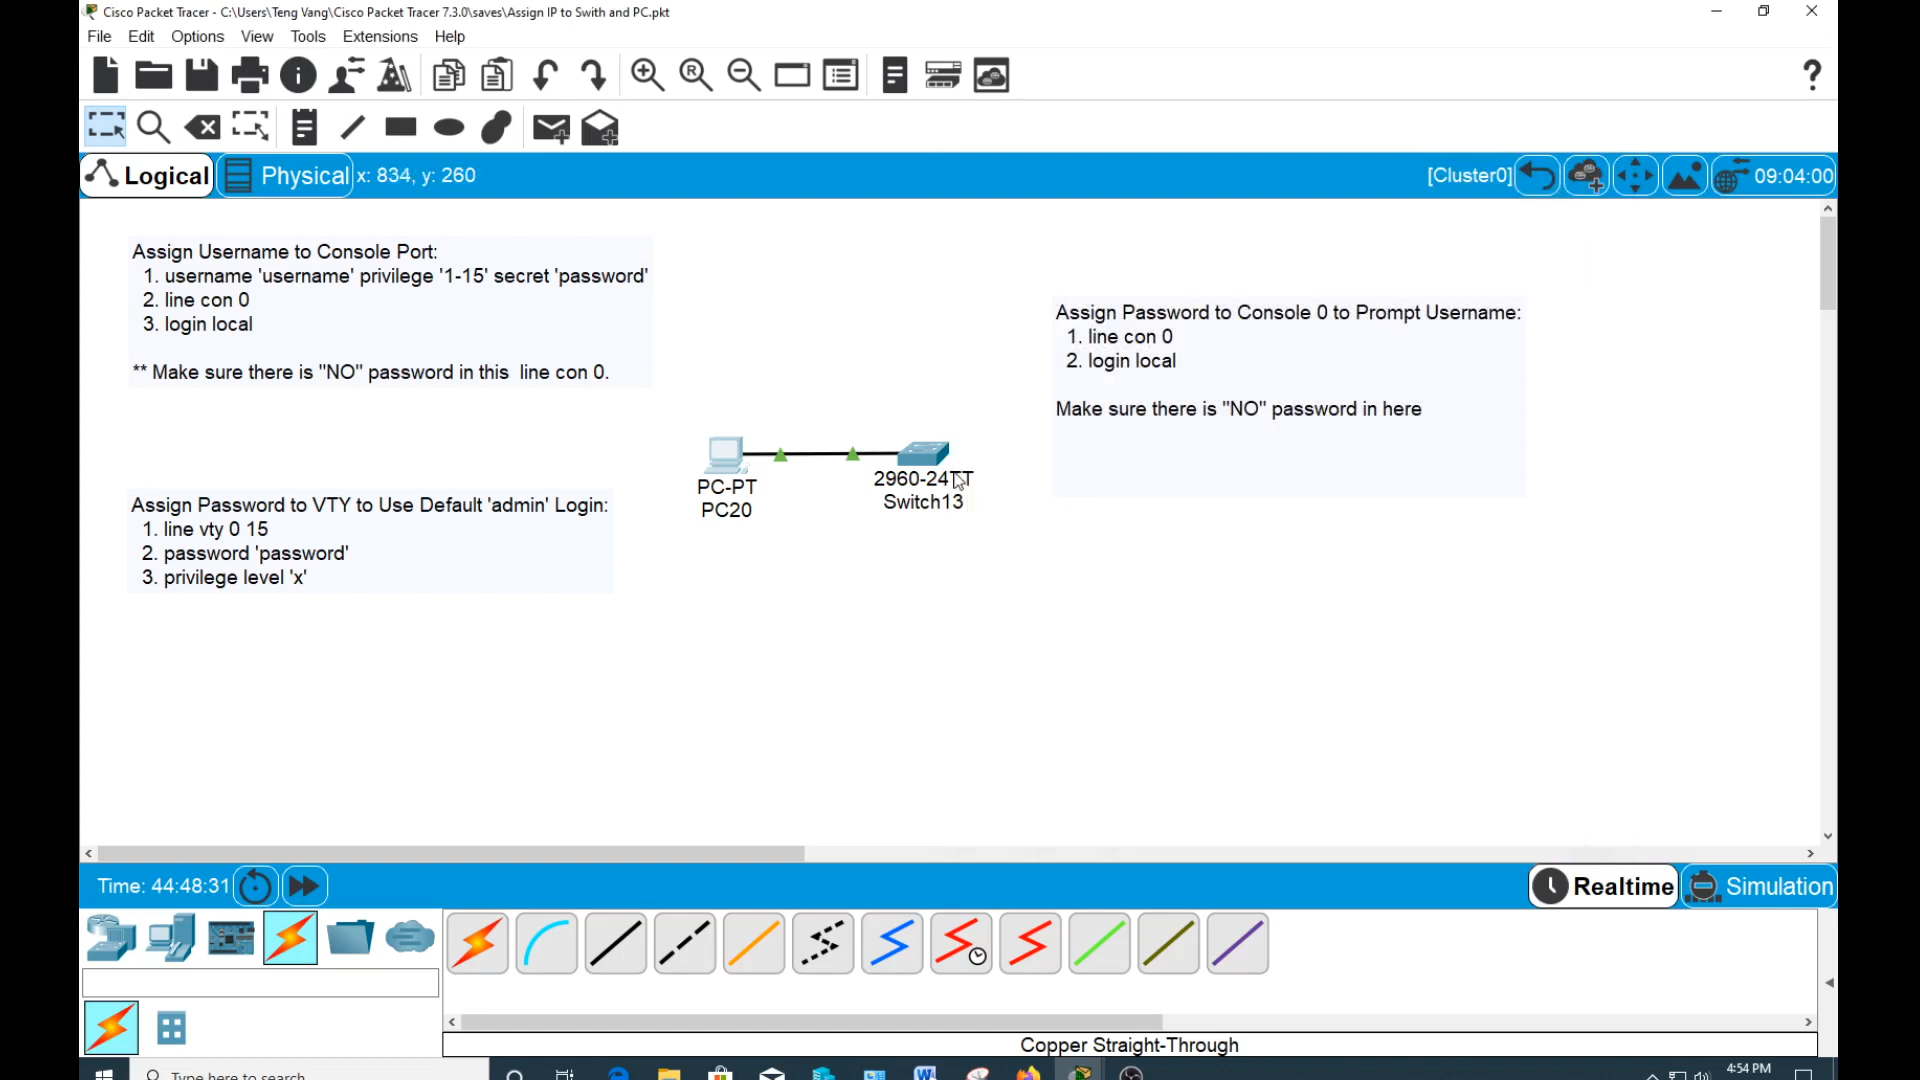 Cisco Packet Tracer - C:\Users\Teng Vang\Cisco Packet Tracer 7.3.0\saves\Assign IP to Swith and PC.pkt
File Edit Options View Tools Extensions Help
Logical Physical x: 834, y: 260 [Cluster0] 09:04:00
Assign Username to Console Port:
1. username 'username' privilege '1-15' secret 'password'
2. line con 0
3. login local
** Make sure there is "NO" password in this line con 0.
Assign Password to Console 0 to Prompt Username:
1. line con 0
2. login local
Make sure there is "NO" password in here
PC-PT
PC20
2960-24TT
Switch13
Assign Password to VTY to Use Default 'admin' Login:
1. line vty 0 15
2. password 'password'
3. privilege level 'x'
Time: 44:48:31 Realtime Simulation
Copper Straight-Through
Type here to search
4:54 PM